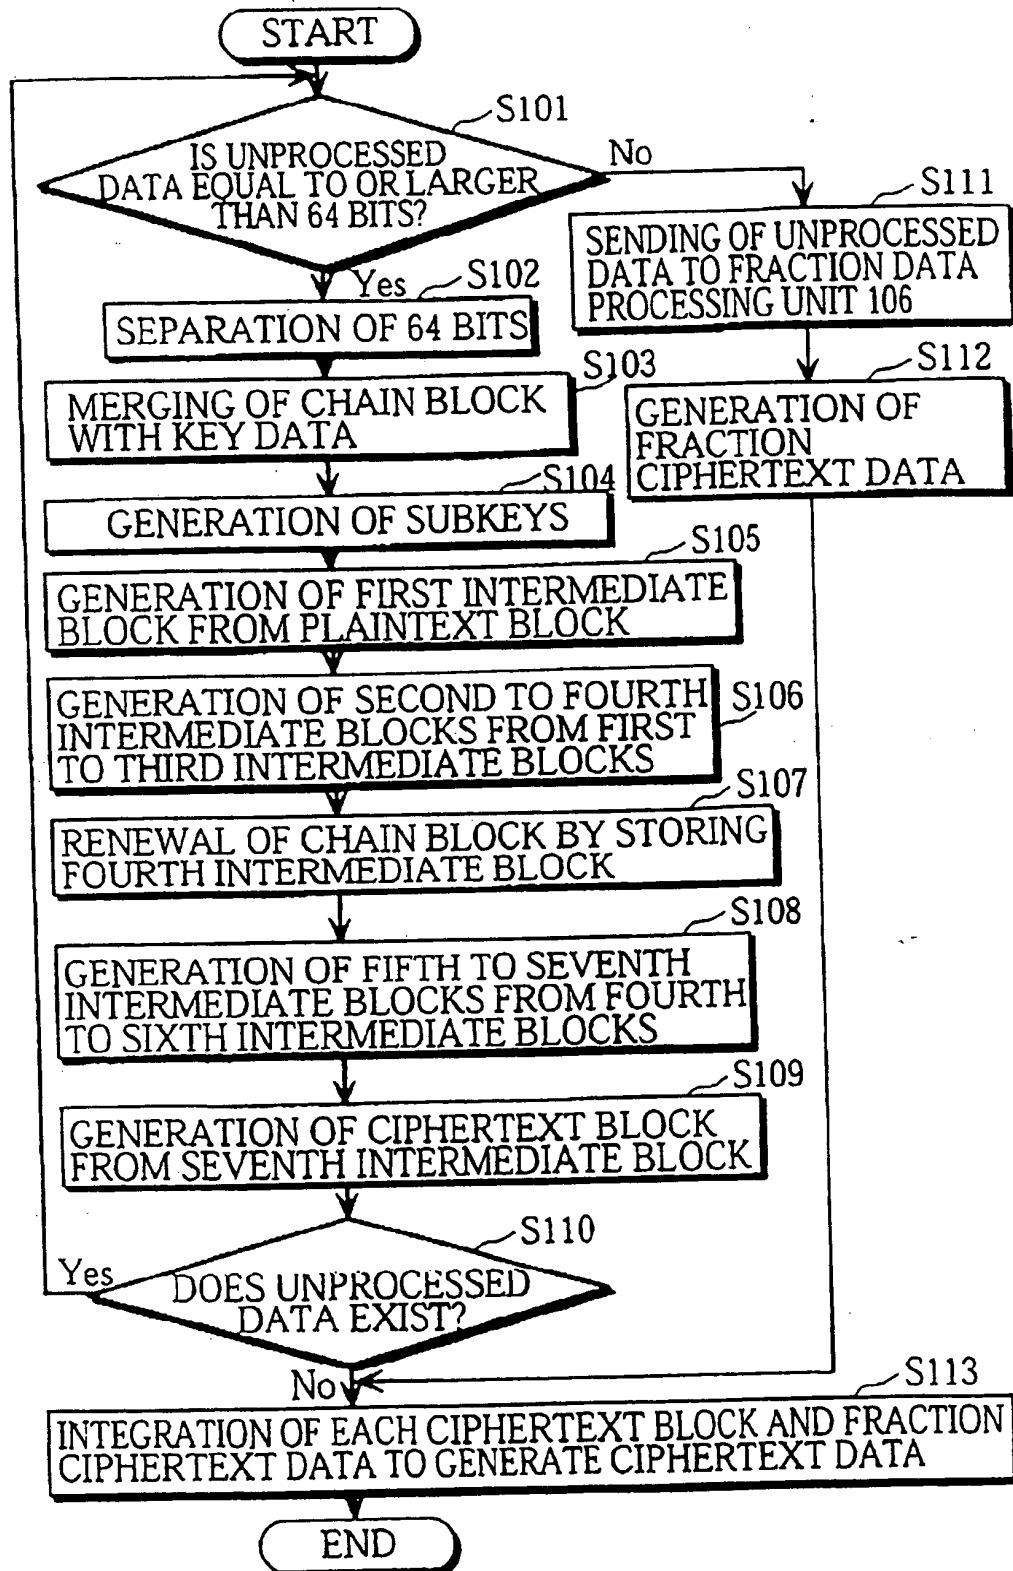 START
S101
IS UNPROCESSED
DATA EQUAL TO OR LARGER
THAN 64 BITS?
No
Yes
S111
SENDING OF UNPROCESSED
DATA TO FRACTION DATA
PROCESSING UNIT 106
S102
SEPARATION OF 64 BITS
S112
GENERATION OF
FRACTION
CIPHERTEXT DATA
S103
MERGING OF CHAIN BLOCK
WITH KEY DATA
S104
GENERATION OF SUBKEYS
S105
GENERATION OF FIRST INTERMEDIATE
BLOCK FROM PLAINTEXT BLOCK
S106
GENERATION OF SECOND TO FOURTH
INTERMEDIATE BLOCKS FROM FIRST
TO THIRD INTERMEDIATE BLOCKS
S107
RENEWAL OF CHAIN BLOCK BY STORING
FOURTH INTERMEDIATE BLOCK
S108
GENERATION OF FIFTH TO SEVENTH
INTERMEDIATE BLOCKS FROM FOURTH
TO SIXTH INTERMEDIATE BLOCKS
S109
GENERATION OF CIPHERTEXT BLOCK
FROM SEVENTH INTERMEDIATE BLOCK
S110
Yes
DOES UNPROCESSED
DATA EXIST?
No
S113
INTEGRATION OF EACH CIPHERTEXT BLOCK AND FRACTION
CIPHERTEXT DATA TO GENERATE CIPHERTEXT DATA
END